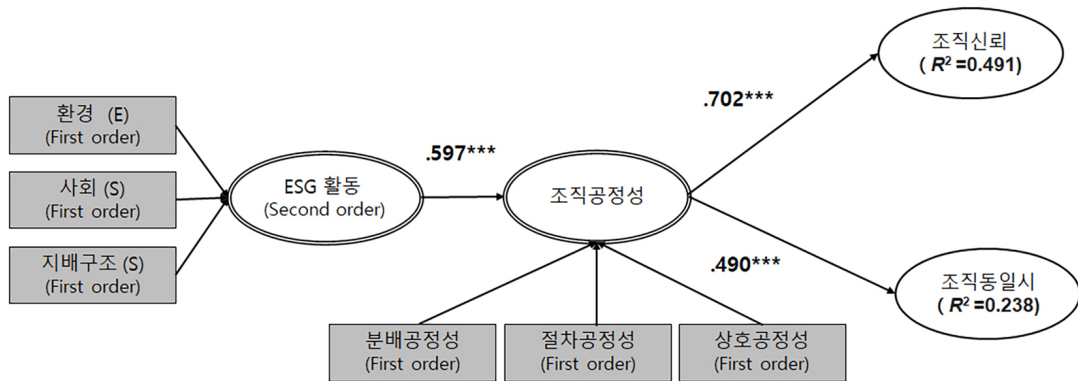 환경 (E)
(First order)
사회 (S)
(First order)
지배구조 (S)
(First order)
ESG 활동
(Second order)
.597***
조직공정성
분배공정성
(First order)
절차공정성
(First order)
상호공정성
(First order)
.702***
.490***
조직신뢰
( R² =0.491)
조직동일시
( R² =0.238)